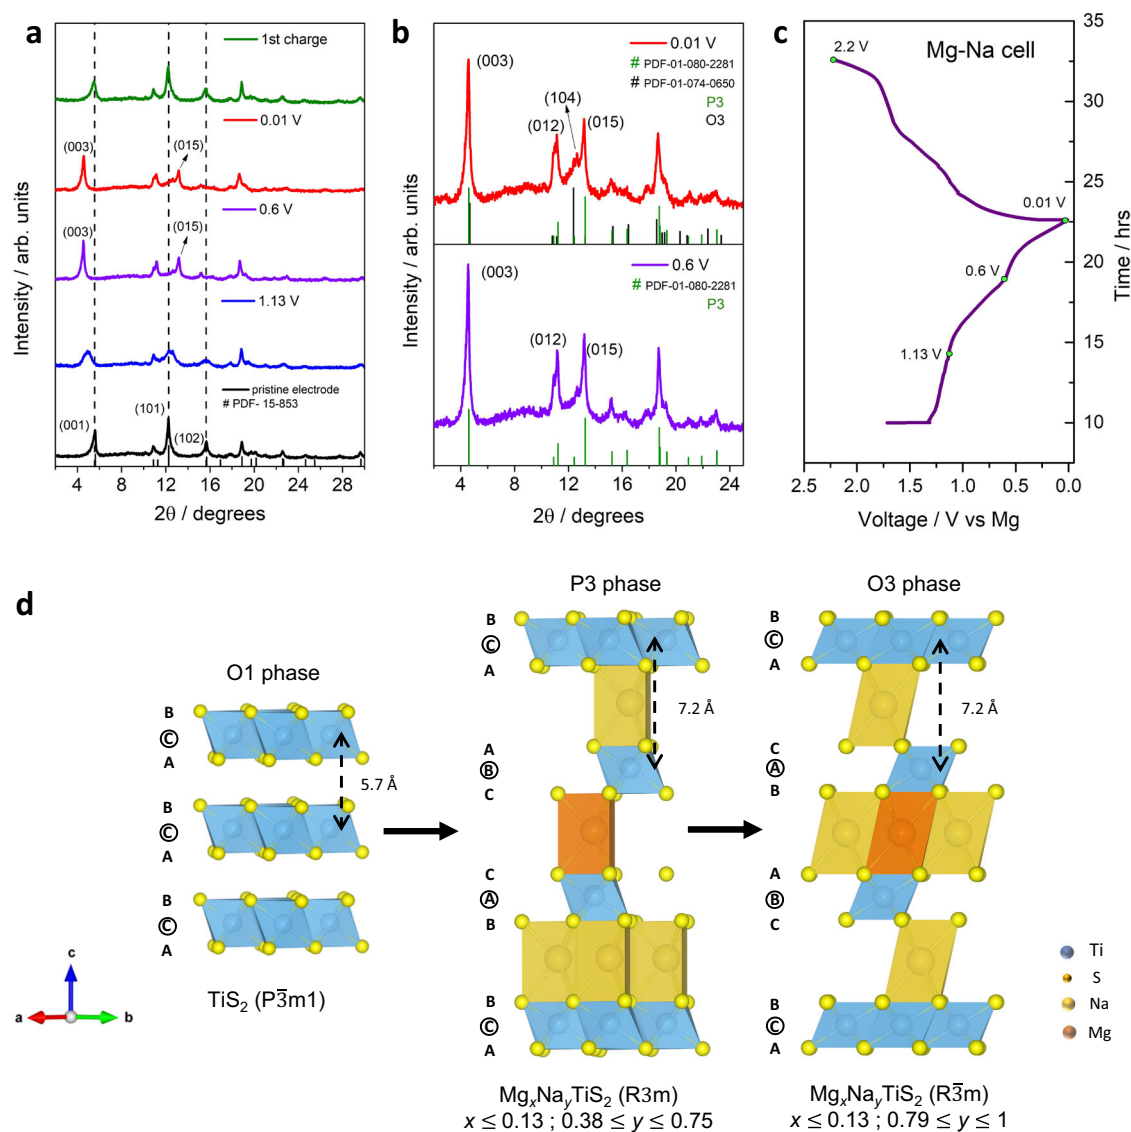 a
1st charge
0.01 V
(003)
(015)
0.6 V
(003)
(015)
1.13 V
pristine electrode
# PDF- 15-853
(001)
(101)
(102)
4 8 12 16 20 24 28
2θ / degrees
Intensity / arb. units
b
0.01 V
# PDF-01-080-2281
# PDF-01-074-0650
P3
O3
(003)
(104)
(012)
(015)
0.6 V
# PDF-01-080-2281
P3
(003)
(012)
(015)
4 8 12 16 20 24
2θ / degrees
Intensity / arb. units
c
Mg-Na cell
2.2 V
0.01 V
0.6 V
1.13 V
35
30
25
20
15
10
Time / hrs
2.5 2.0 1.5 1.0 0.5 0.0
Voltage / V vs Mg
d
O1 phase
B
C
A
B
C
A
B
C
A
5.7 Å
TiS₂ (P3̅m1)
c
a
b
P3 phase
B
C
A
A
B
C
C
A
B
B
C
A
7.2 Å
MgₓNaᵧTiS₂ (R3m)
x ≤ 0.13 ; 0.38 ≤ y ≤ 0.75
O3 phase
B
C
A
C
A
B
A
B
C
B
C
A
7.2 Å
MgₓNaᵧTiS₂ (R3̅m)
x ≤ 0.13 ; 0.79 ≤ y ≤ 1
Ti
S
Na
Mg